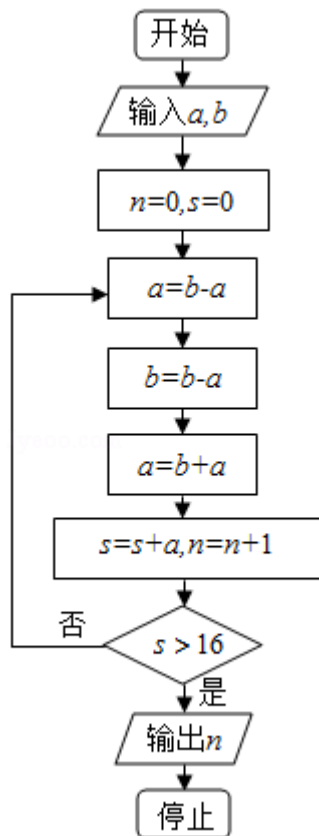 开始
输入a,b
n=0,s=0
a=b-a
b=b-a
a=b+a
s=s+a,n=n+1
否
s>16
是
输出n
停止